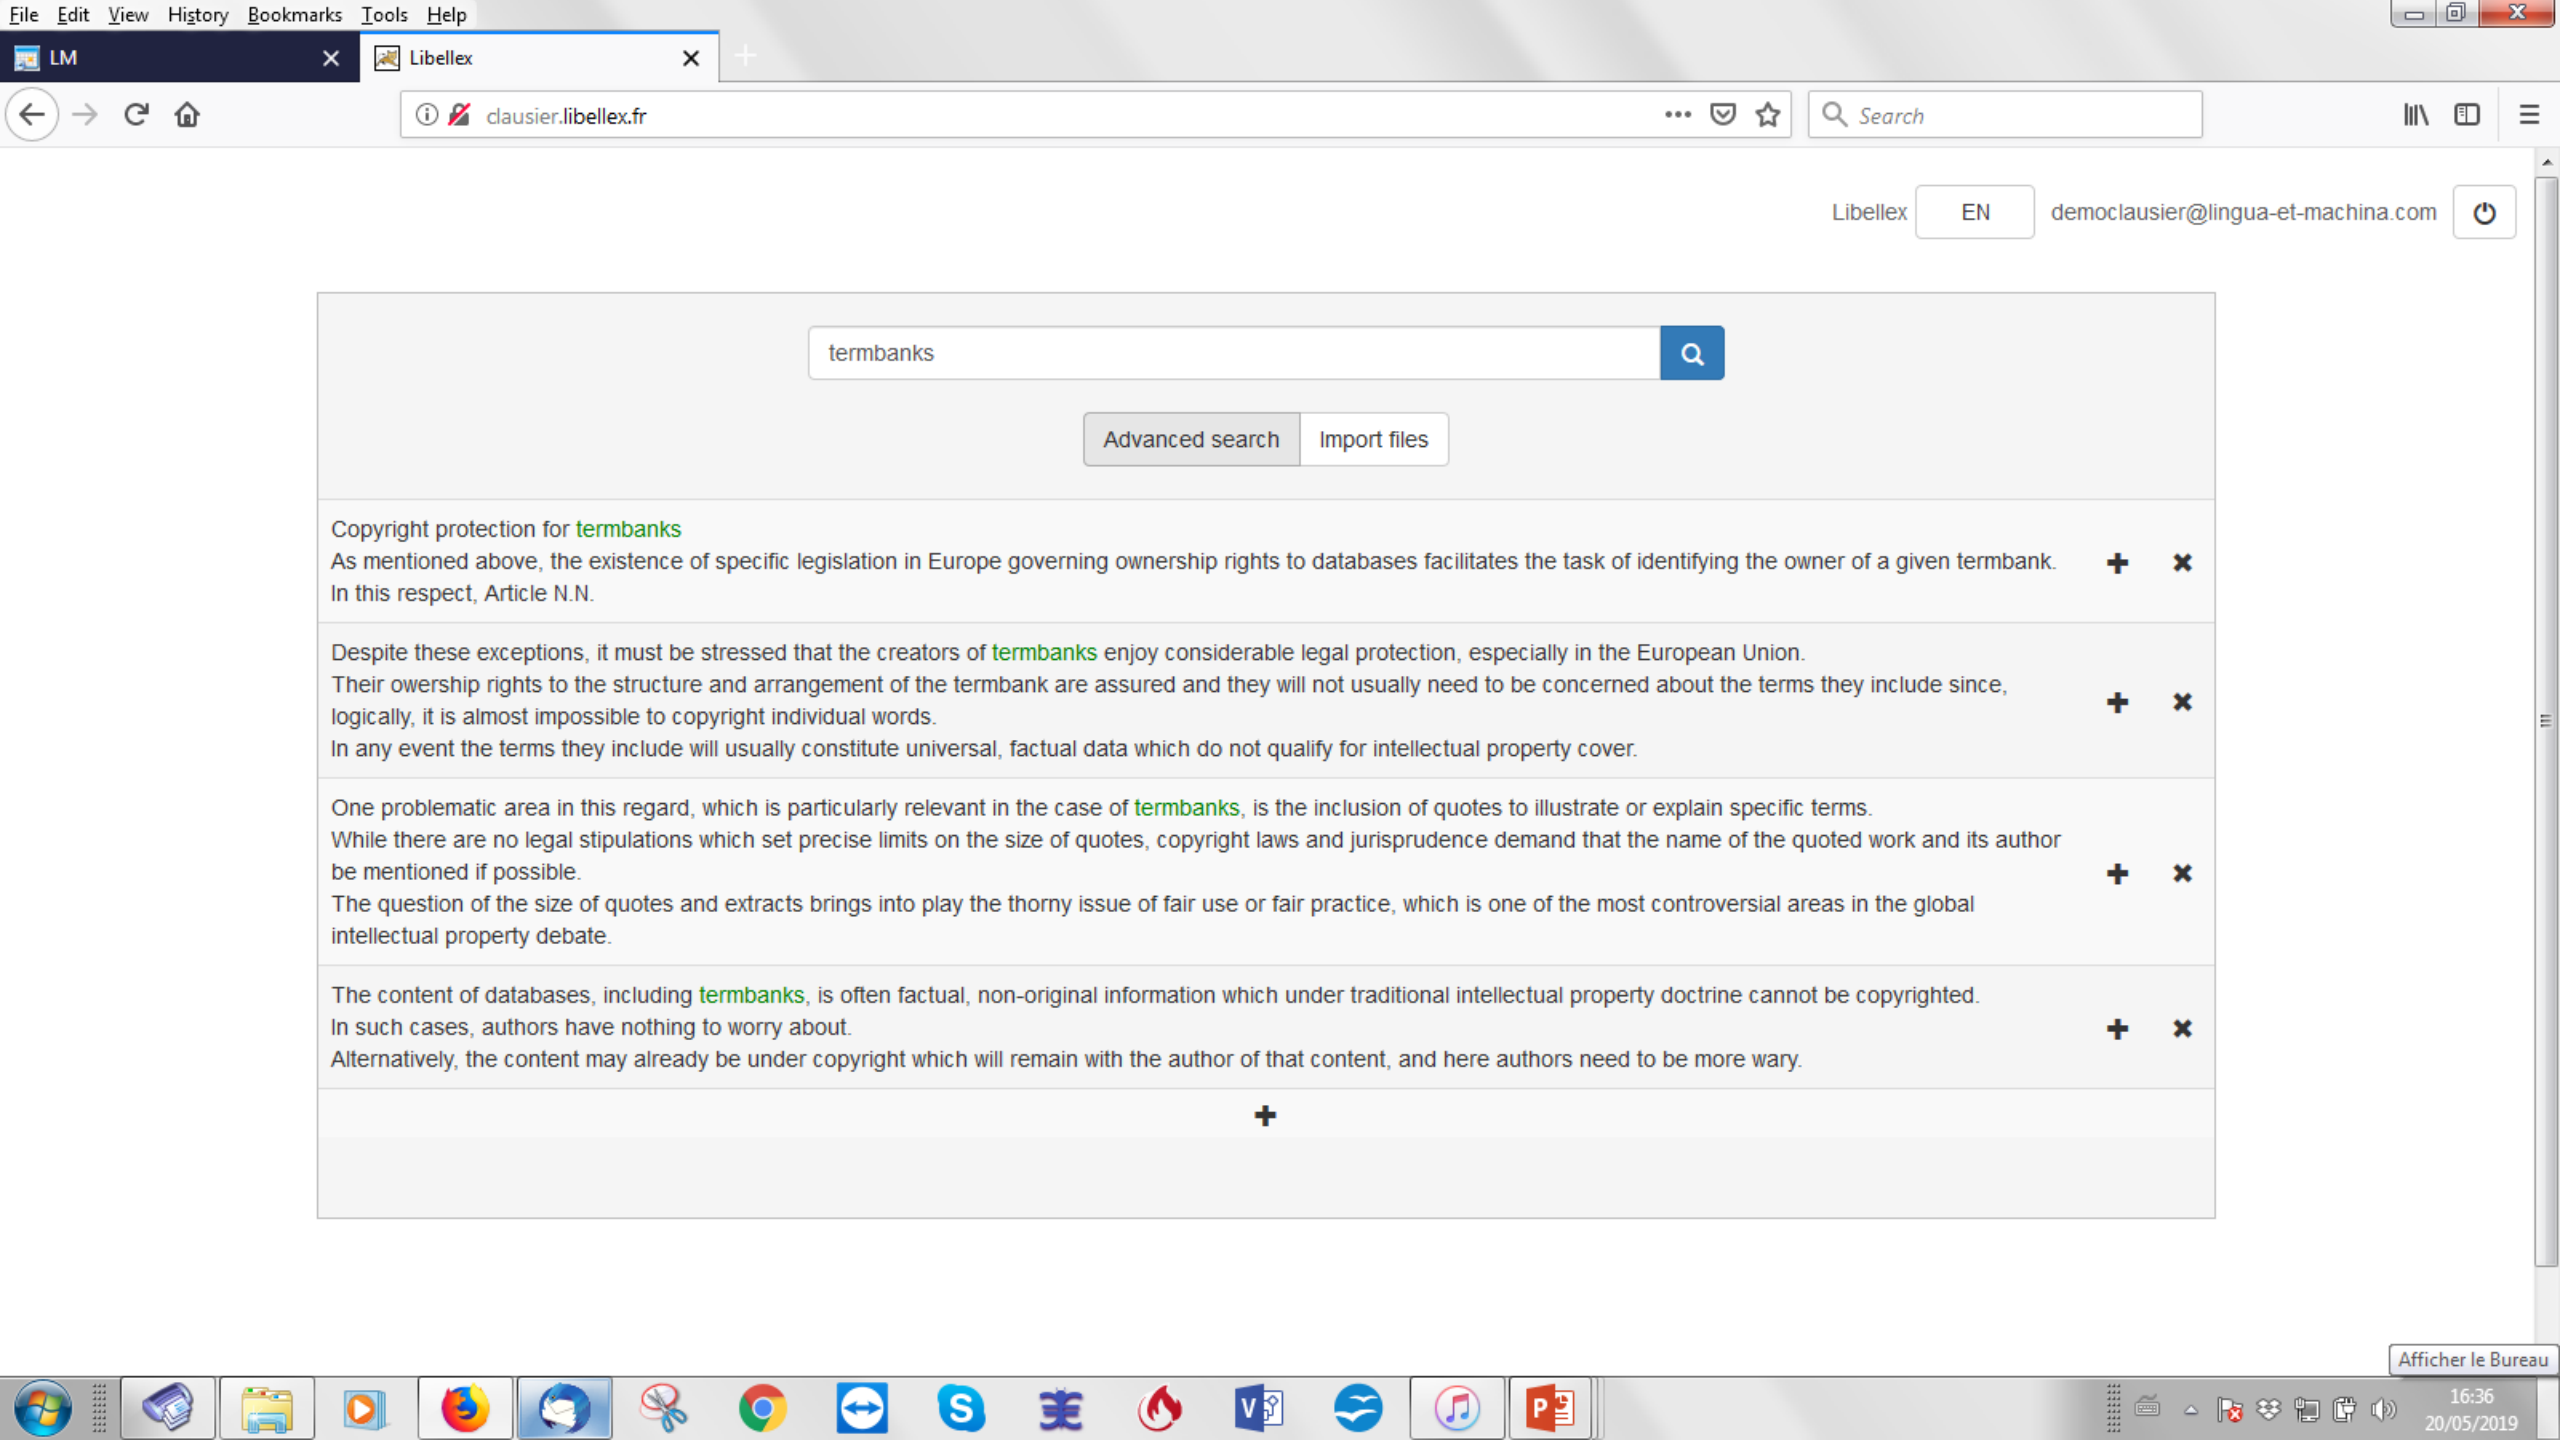 File Edit View History Bookmarks Tools Help
LM
Libellex
clausier.libellex.fr
Search
Libellex EN democlausier@lingua-et-machina.com
termbanks
Advanced search Import files
Copyright protection for termbanks
As mentioned above, the existence of specific legislation in Europe governing ownership rights to databases facilitates the task of identifying the owner of a given termbank.
In this respect, Article N.N.
Despite these exceptions, it must be stressed that the creators of termbanks enjoy considerable legal protection, especially in the European Union.
Their owership rights to the structure and arrangement of the termbank are assured and they will not usually need to be concerned about the terms they include since,
logically, it is almost impossible to copyright individual words.
In any event the terms they include will usually constitute universal, factual data which do not qualify for intellectual property cover.
One problematic area in this regard, which is particularly relevant in the case of termbanks, is the inclusion of quotes to illustrate or explain specific terms.
While there are no legal stipulations which set precise limits on the size of quotes, copyright laws and jurisprudence demand that the name of the quoted work and its author
be mentioned if possible.
The question of the size of quotes and extracts brings into play the thorny issue of fair use or fair practice, which is one of the most controversial areas in the global
intellectual property debate.
The content of databases, including termbanks, is often factual, non-original information which under traditional intellectual property doctrine cannot be copyrighted.
In such cases, authors have nothing to worry about.
Alternatively, the content may already be under copyright which will remain with the author of that content, and here authors need to be more wary.
Afficher le Bureau
16:36
20/05/2019